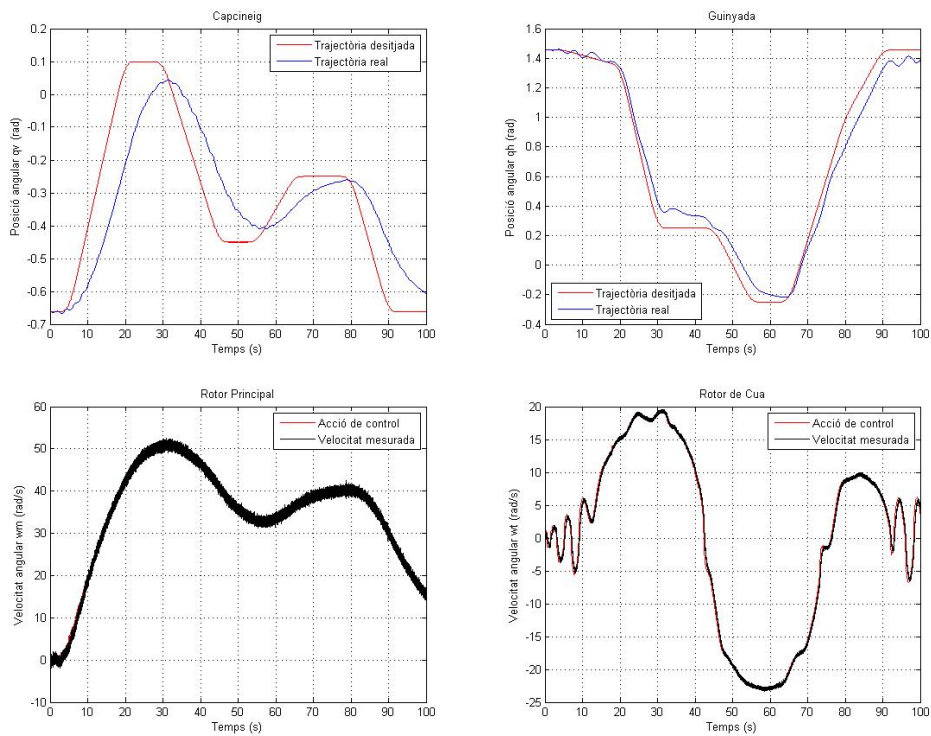 Capcineig
Posició angular qv (rad)
0.2
0.1
0
-0.1
-0.2
-0.3
-0.4
-0.5
-0.6
-0.7
Trajectòria desitjada
Trajectòria real
0 10 20 30 40 50 60 70 80 90 100
Temps (s)
Guinyada
Posició angular qh (rad)
1.6
1.4
1.2
1
0.8
0.6
0.4
0.2
0
-0.2
-0.4
Trajectòria desitjada
Trajectòria real
0 10 20 30 40 50 60 70 80 90 100
Temps (s)
Rotor Principal
Velocitat angular wm (rad/s)
60
50
40
30
20
10
0
-10
Acció de control
Velocitat mesurada
0 10 20 30 40 50 60 70 80 90 100
Temps (s)
Rotor de Cua
Velocitat angular wt (rad/s)
20
15
10
5
0
-5
-10
-15
-20
-25
Acció de control
Velocitat mesurada
0 10 20 30 40 50 60 70 80 90 100
Temps (s)